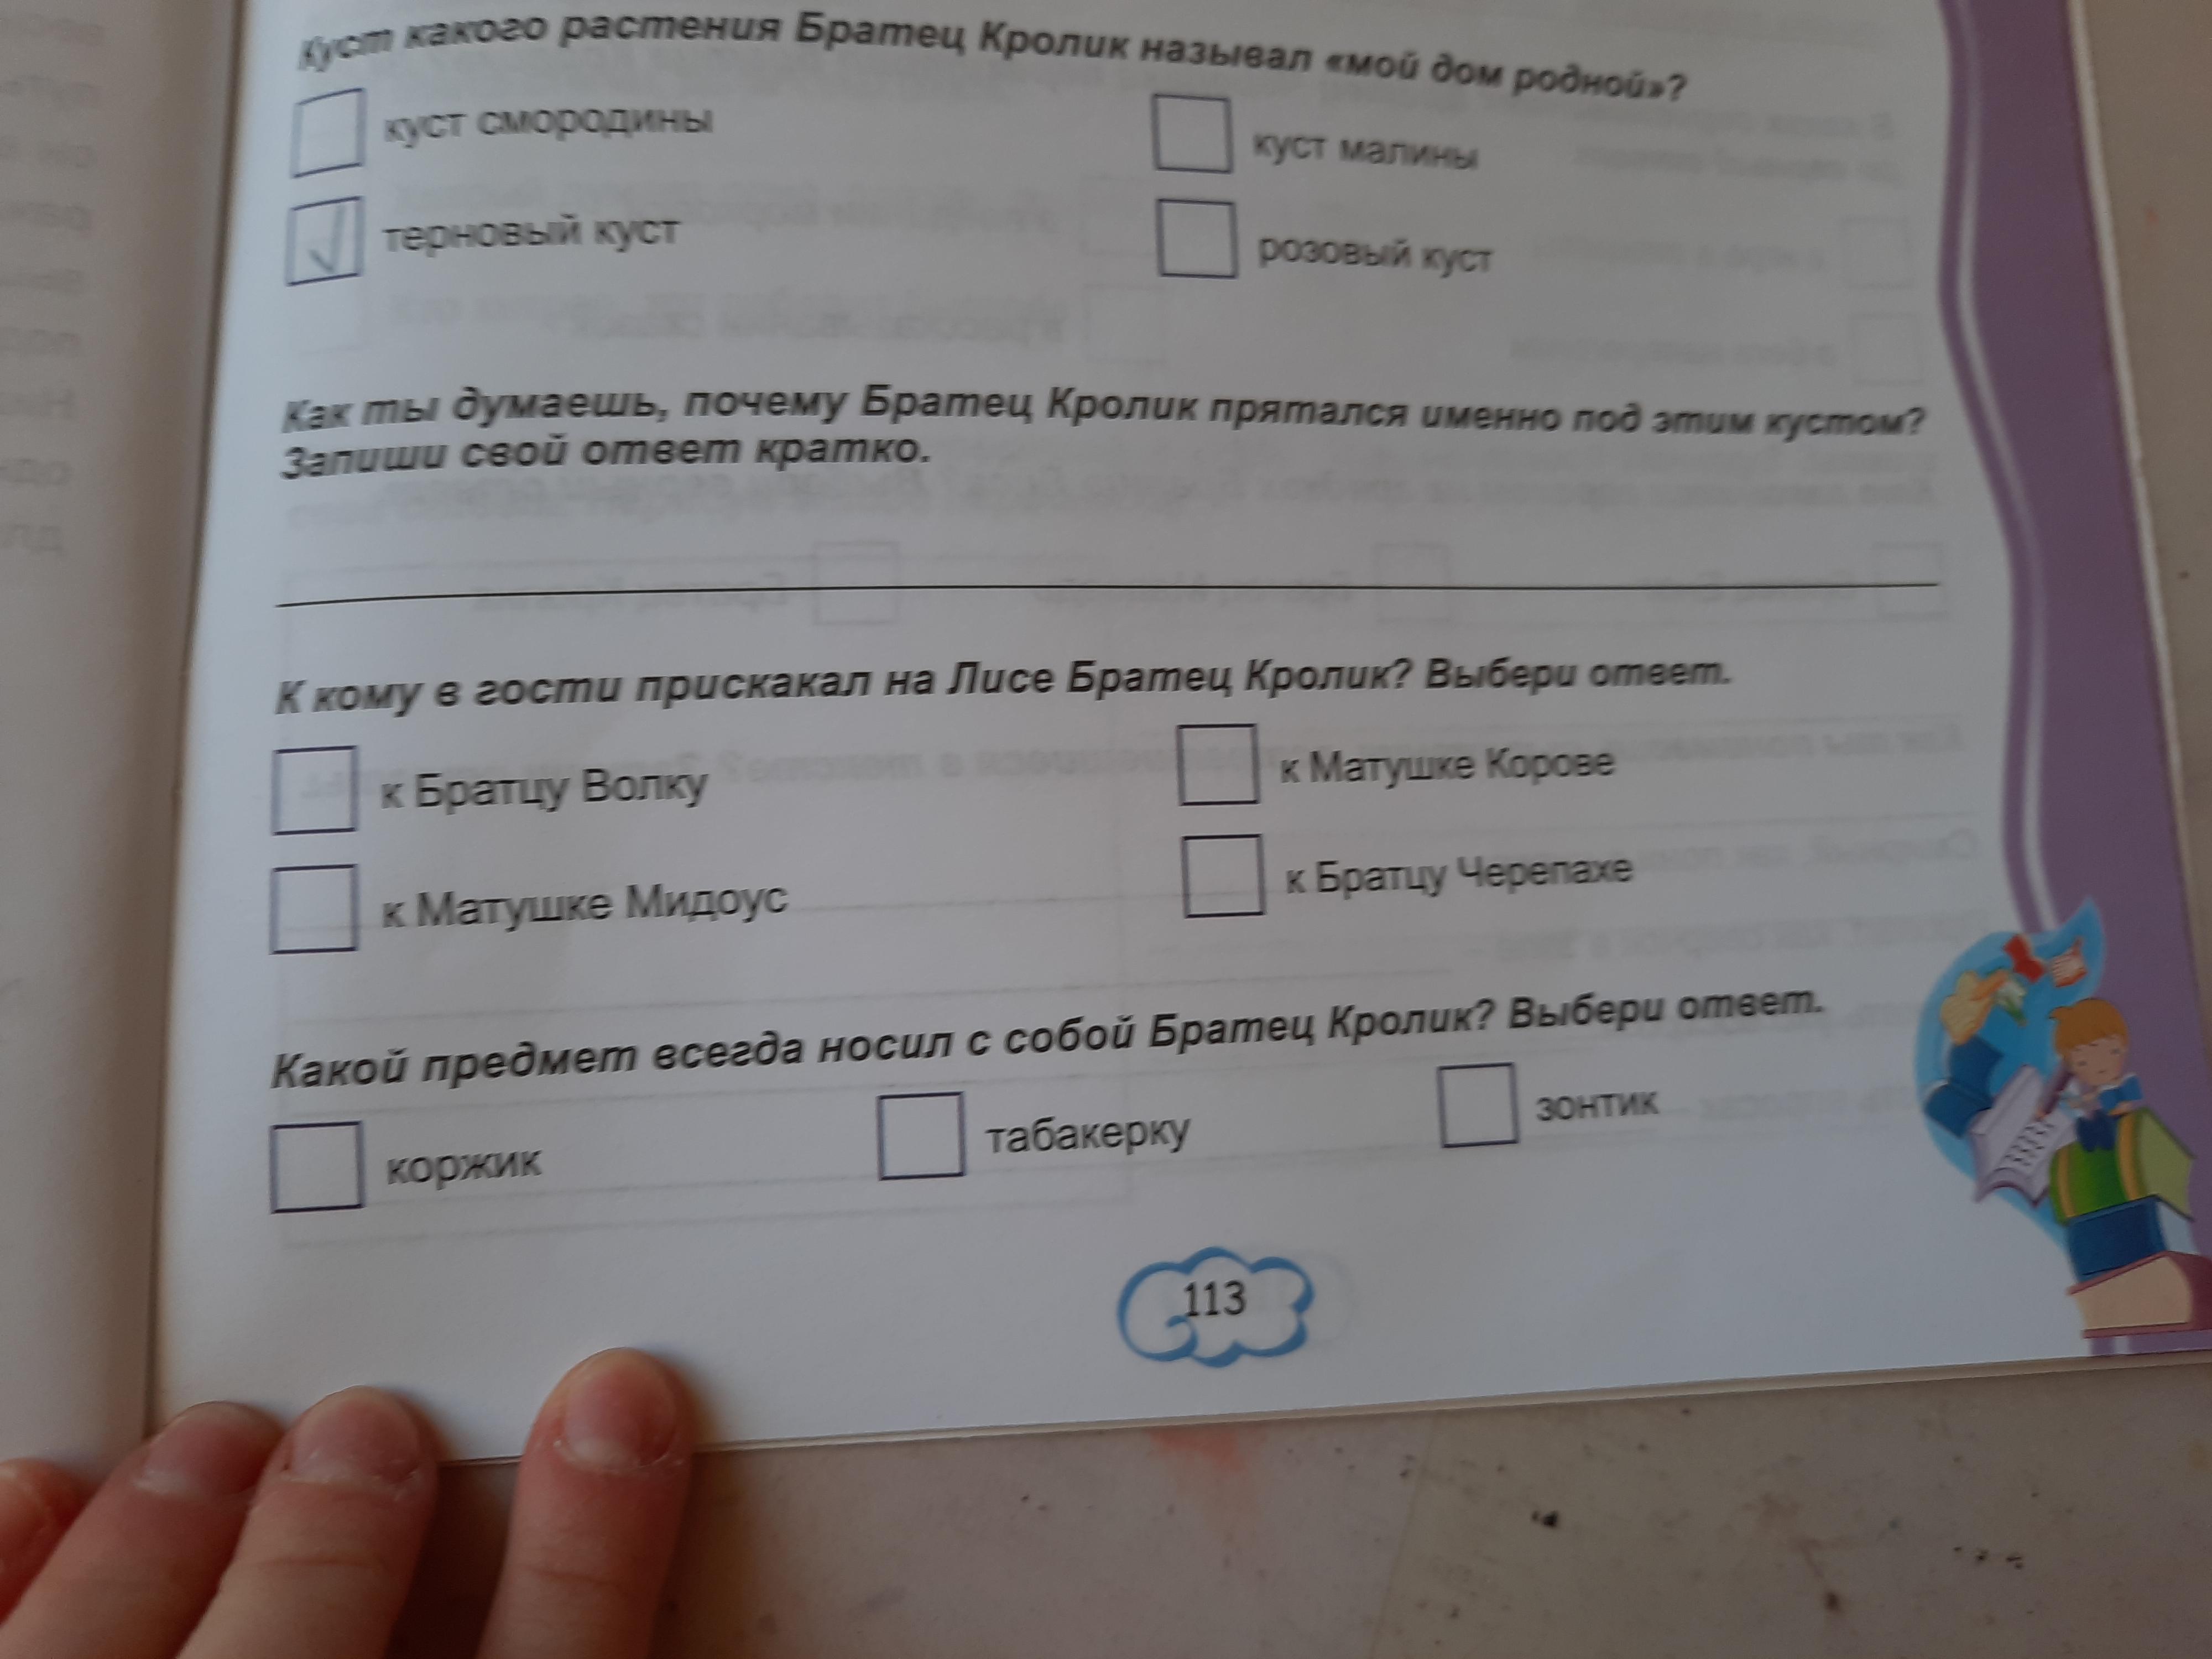 Куст какого растения Братец Кролик называл «мой дом родной»?
куст смородины
куст малины
терновый куст
розовый куст
Как ты думаешь, почему Братец Кролик прятался именно под этим кустом?
Запиши свой ответ кратко.
К кому в гости прискакал на Лисе Братец Кролик? Выбери ответ.
к Братцу Волку
к Матушке Корове
к Матушке Мидоус
к Братцу Черепахе
Какой предмет всегда носил с собой Братец Кролик? Выбери ответ.
коржик
табакерку
зонтик
113